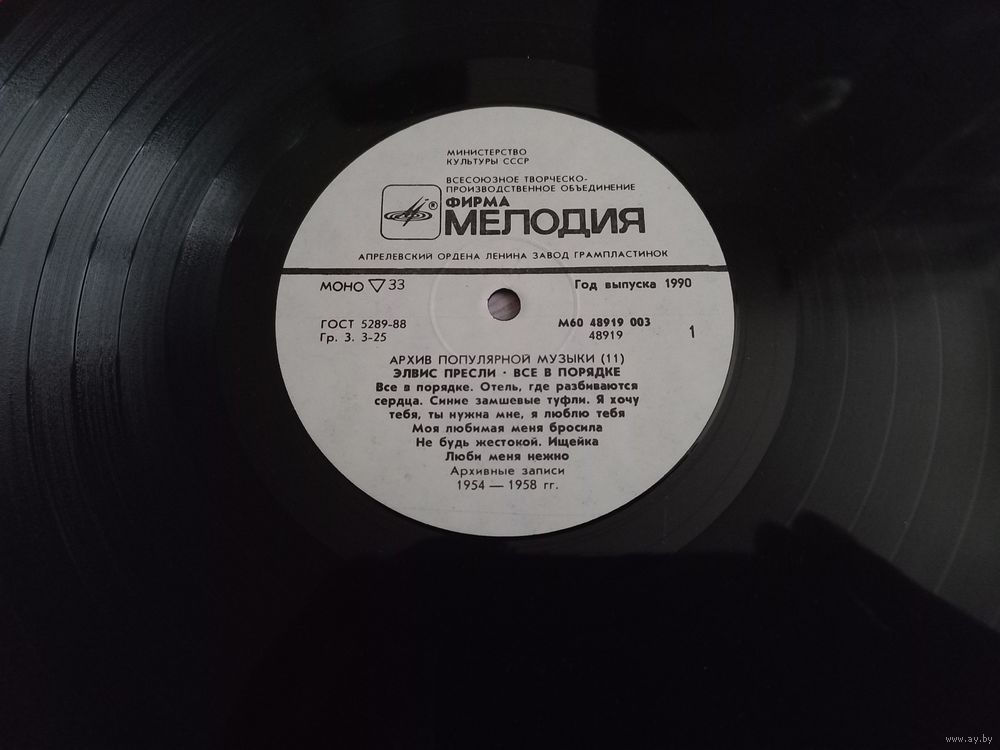 МИНИСТЕРСТВО
КУЛЬТУРЫ СССР
ВСЕСОЮЗНОЕ ТВОРЧЕСКО-
ПРОИЗВОДСТВЕННОЕ ОБЪЕДИНЕНИЕ
ФИРМА
® МЕЛОДИЯ
АПРЕЛЕВСКИЙ ОРДЕНА ЛЕНИНА ЗАВОД ГРАМПЛАСТИНОК
МОНО ▽ 33 Год выпуска 1990
ГОСТ 5289-88 М60 48919 003
Гр. 3. 3-25 48919 1
АРХИВ ПОПУЛЯРНОЙ МУЗЫКИ (11)
ЭЛВИС ПРЕСЛИ · ВСЕ В ПОРЯДКЕ
Все в порядке. Отель, где разбиваются
сердца. Синие замшевые туфли. Я хочу
тебя, ты нужна мне, я люблю тебя
Моя любимая меня бросила
Не будь жестокой. Ищейка
Люби меня нежно
Архивные записи
1954 — 1958 гг.
www.ay.by